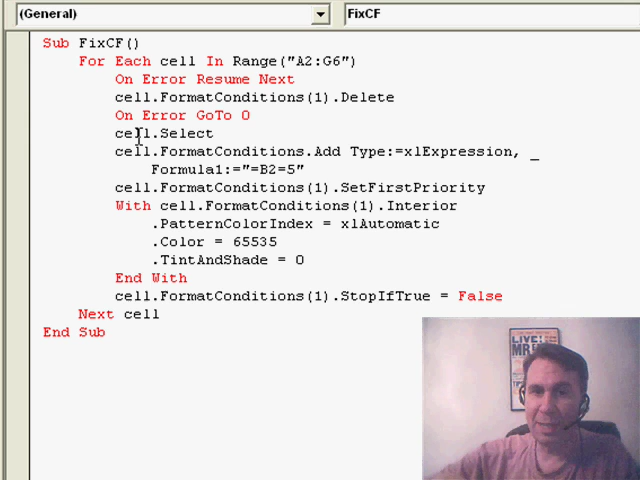 (General)
FixCF
Sub FixCF()
For Each cell In Range("A2:G6")
On Error Resume Next
cell.FormatConditions(1).Delete
On Error GoTo 0
cell.Select
cell.FormatConditions.Add Type:=xlExpression, _
Formula1:="=B2=5"
cell.FormatConditions(1).SetFirstPriority
With cell.FormatConditions(1).Interior
.PatternColorIndex = xlAutomatic
.Color = 65535
.TintAndShade = 0
End With
cell.FormatConditions(1).StopIfTrue = False
Next cell
End Sub
LIVE!